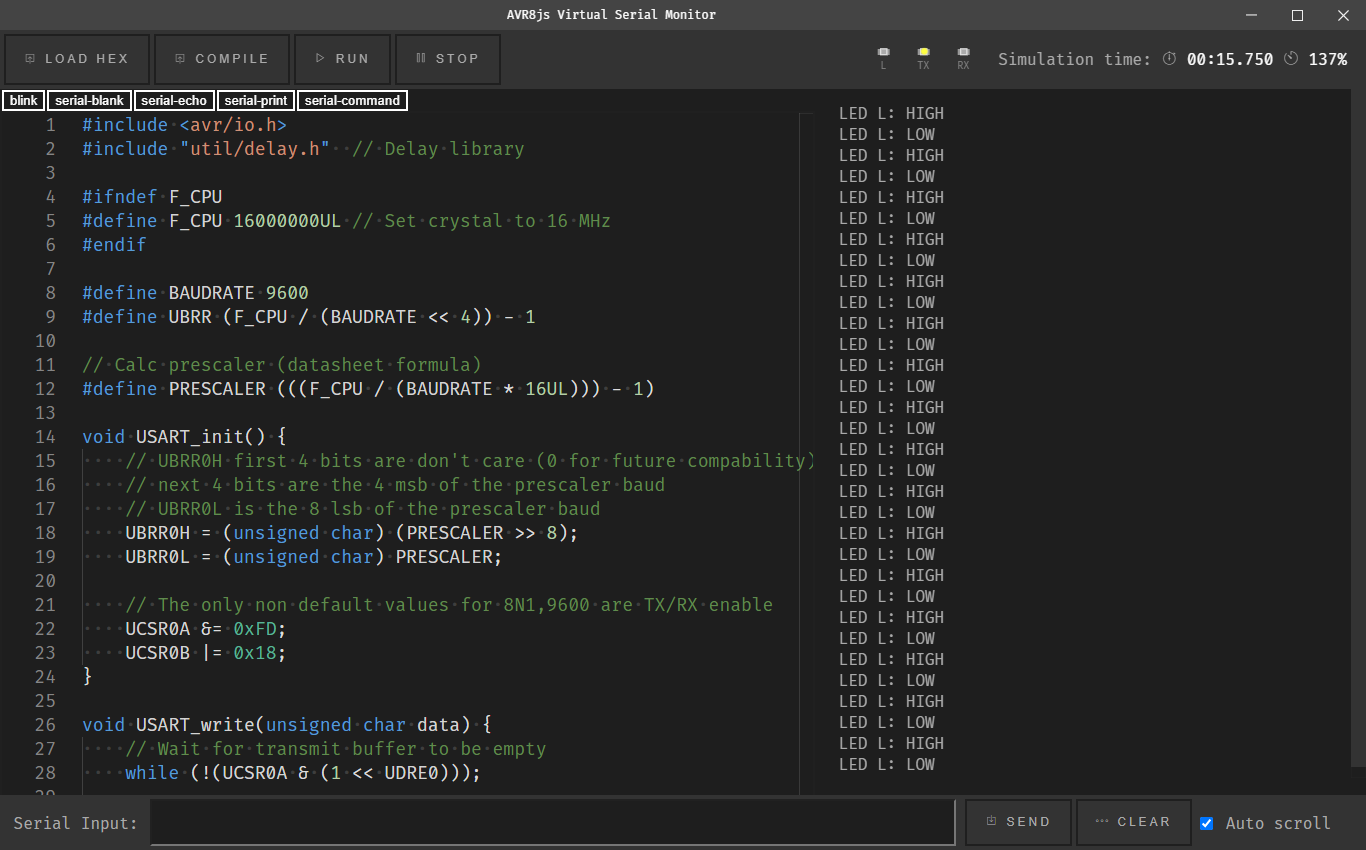 AVR8js Virtual Serial Monitor
LOAD HEX COMPILE RUN STOP
L TX RX
Simulation time: 00:15.750 137%
blink serial-blank serial-echo serial-print serial-command
1 #include <avr/io.h>
2 #include "util/delay.h"  // Delay library
3
4 #ifndef F_CPU
5 #define F_CPU 16000000UL // Set crystal to 16 MHz
6 #endif
7
8 #define BAUDRATE 9600
9 #define UBRR (F_CPU / (BAUDRATE << 4)) - 1
10
11 // Calc prescaler (datasheet formula)
12 #define PRESCALER (((F_CPU / (BAUDRATE * 16UL))) - 1)
13
14 void USART_init() {
15     // UBRR0H first 4 bits are don't care (0 for future compability)
16     // next 4 bits are the 4 msb of the prescaler baud
17     // UBRR0L is the 8 lsb of the prescaler baud
18     UBRR0H = (unsigned char) (PRESCALER >> 8);
19     UBRR0L = (unsigned char) PRESCALER;
20
21     // The only non default values for 8N1,9600 are TX/RX enable
22     UCSR0A &= 0xFD;
23     UCSR0B |= 0x18;
24 }
25
26 void USART_write(unsigned char data) {
27     // Wait for transmit buffer to be empty
28     while (!(UCSR0A & (1 << UDRE0)));
LED L: HIGH
LED L: LOW
LED L: HIGH
LED L: LOW
LED L: HIGH
LED L: LOW
LED L: HIGH
LED L: LOW
LED L: HIGH
LED L: LOW
LED L: HIGH
LED L: LOW
LED L: HIGH
LED L: LOW
LED L: HIGH
LED L: LOW
LED L: HIGH
LED L: LOW
LED L: HIGH
LED L: LOW
LED L: HIGH
LED L: LOW
LED L: HIGH
LED L: LOW
LED L: HIGH
LED L: LOW
LED L: HIGH
LED L: LOW
LED L: HIGH
LED L: LOW
LED L: HIGH
LED L: LOW
Serial Input: SEND CLEAR Auto scroll